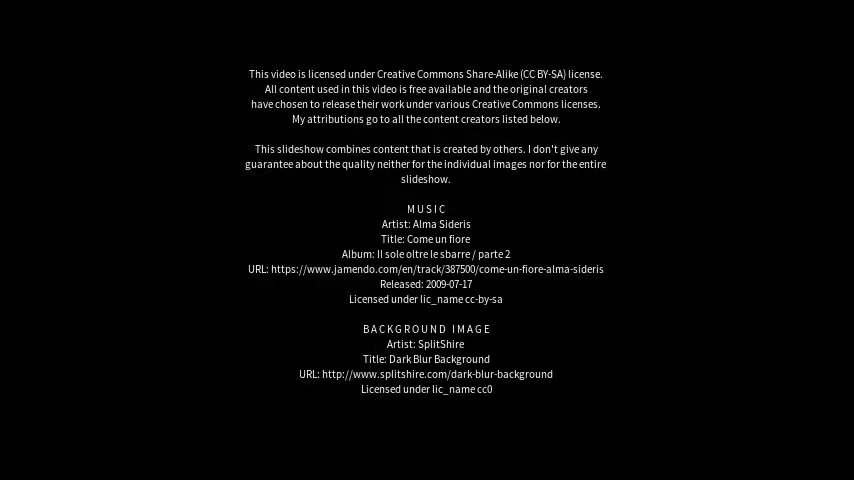 This video is licensed under Creative Commons Share-Alike (CC BY-SA) license.
All content used in this video is free available and the original creators
have chosen to release their work under various Creative Commons licenses.
My attributions go to all the content creators listed below.
This slideshow combines content that is created by others. I don't give any
guarantee about the quality neither for the individual images nor for the entire
slideshow.
MUSIC
Artist: Alma Sideris
Title: Come un fiore
Album: Il sole oltre le sbarre / parte 2
URL: https://www.jamendo.com/en/track/387500/come-un-fiore-alma-sideris
Released: 2009-07-17
Licensed under lic_name cc-by-sa
BACKGROUND IMAGE
Artist: SplitShire
Title: Dark Blur Background
URL: http://www.splitshire.com/dark-blur-background
Licensed under lic_name cc0